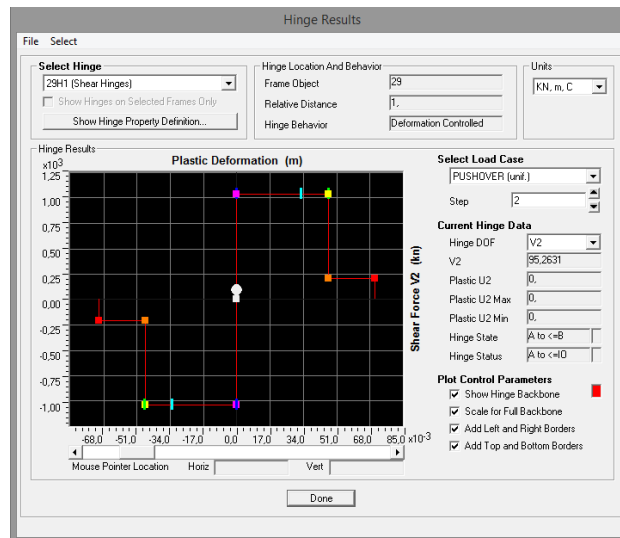 Hinge Results
File Select
Select Hinge
29H1 (Shear Hinges)
Show Hinges on Selected Frames Only
Show Hinge Property Definition...
Hinge Location And Behavior
Frame Object 29
Relative Distance 1,
Hinge Behavior Deformation Controlled
Units
KN, m, C
Hinge Results
x10³
Plastic Deformation (m)
1,25
1,00
0,75
0,50
0,25
0,00
-0,25
-0,50
-0,75
-1,00
Shear Force V2 (kn)
-68,0 -51,0 -34,0 -17,0 0,0 17,0 34,0 51,0 68,0 85,0 x10⁻³
Mouse Pointer Location Horiz Vert
Select Load Case
PUSHOVER (unif.)
Step 2
Current Hinge Data
Hinge DOF V2
V2 95,2631
Plastic U2 0,
Plastic U2 Max 0,
Plastic U2 Min 0,
Hinge State A to <=B
Hinge Status A to <=IO
Plot Control Parameters
Show Hinge Backbone
Scale for Full Backbone
Add Left and Right Borders
Add Top and Bottom Borders
Done